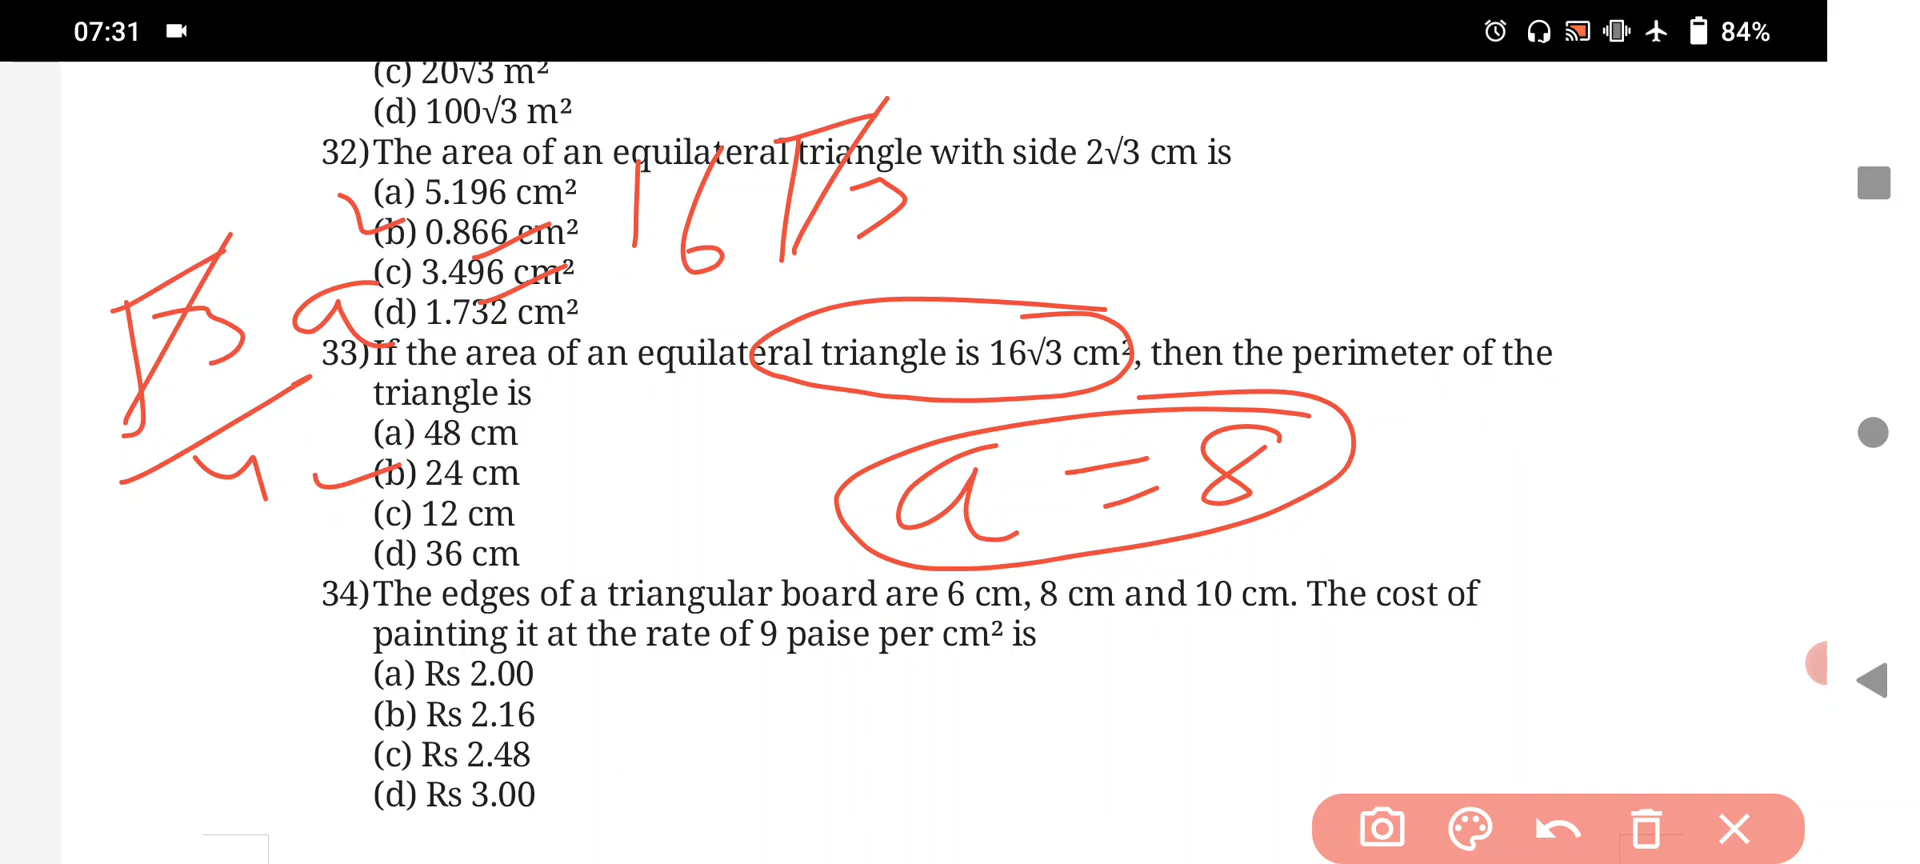 07:31 84%
(c) 20√3 m²
(d) 100√3 m²
32) The area of an equilateral triangle with side 2√3 cm is
(a) 5.196 cm²
(b) 0.866 cm²
(c) 3.496 cm²
(d) 1.732 cm²
√3 a² = 16√3
4
33) If the area of an equilateral triangle is 16√3 cm², then the perimeter of the
triangle is
(a) 48 cm
(b) 24 cm
(c) 12 cm
(d) 36 cm
a = 8
34) The edges of a triangular board are 6 cm, 8 cm and 10 cm. The cost of
painting it at the rate of 9 paise per cm² is
(a) Rs 2.00
(b) Rs 2.16
(c) Rs 2.48
(d) Rs 3.00